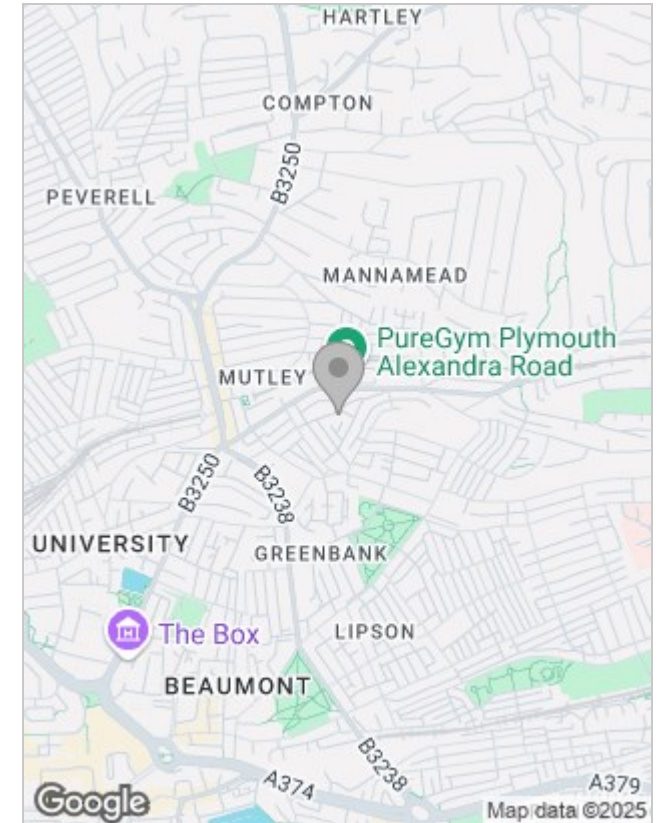 HARTLEY
COMPTON
B3250
PEVERELL
MANNAMEAD
PureGym Plymouth
Alexandra Road
MUTLEY
B3250
B3238
UNIVERSITY
GREENBANK
The Box
LIPSON
BEAUMONT
B3238
A374
A379
Google
Map data ©2025